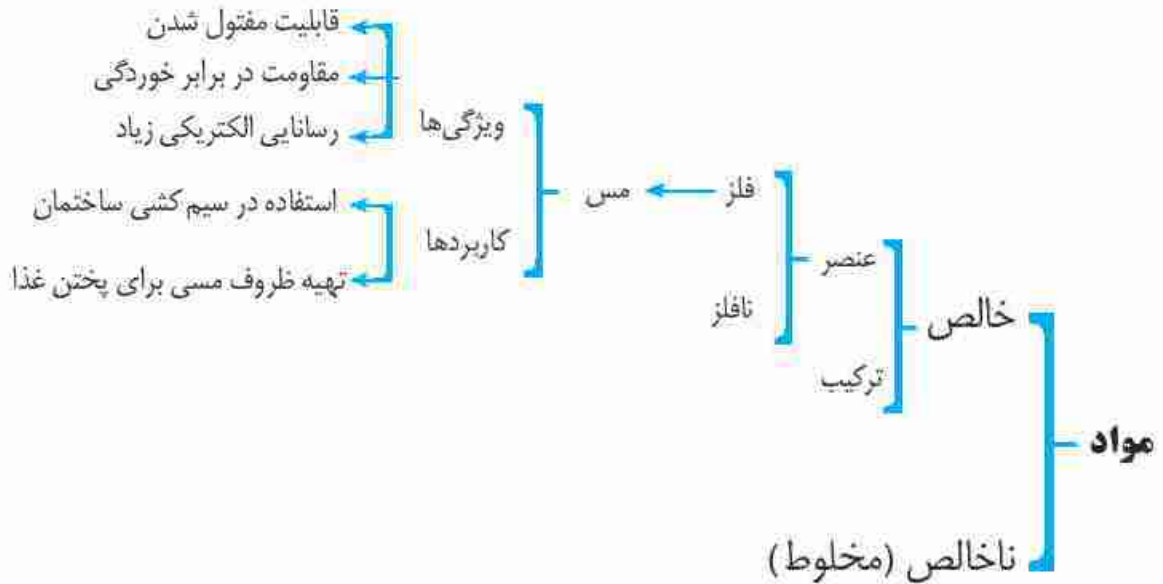 مواد
خالص
ناخالص (مخلوط)
عنصر
ترکیب
فلز
نافلز
مس
ویژگی‌ها
کاربردها
قابلیت مفتول شدن
مقاومت در برابر خوردگی
رسانایی الکتریکی زیاد
استفاده در سیم کشی ساختمان
تهیه ظروف مسی برای پختن غذا